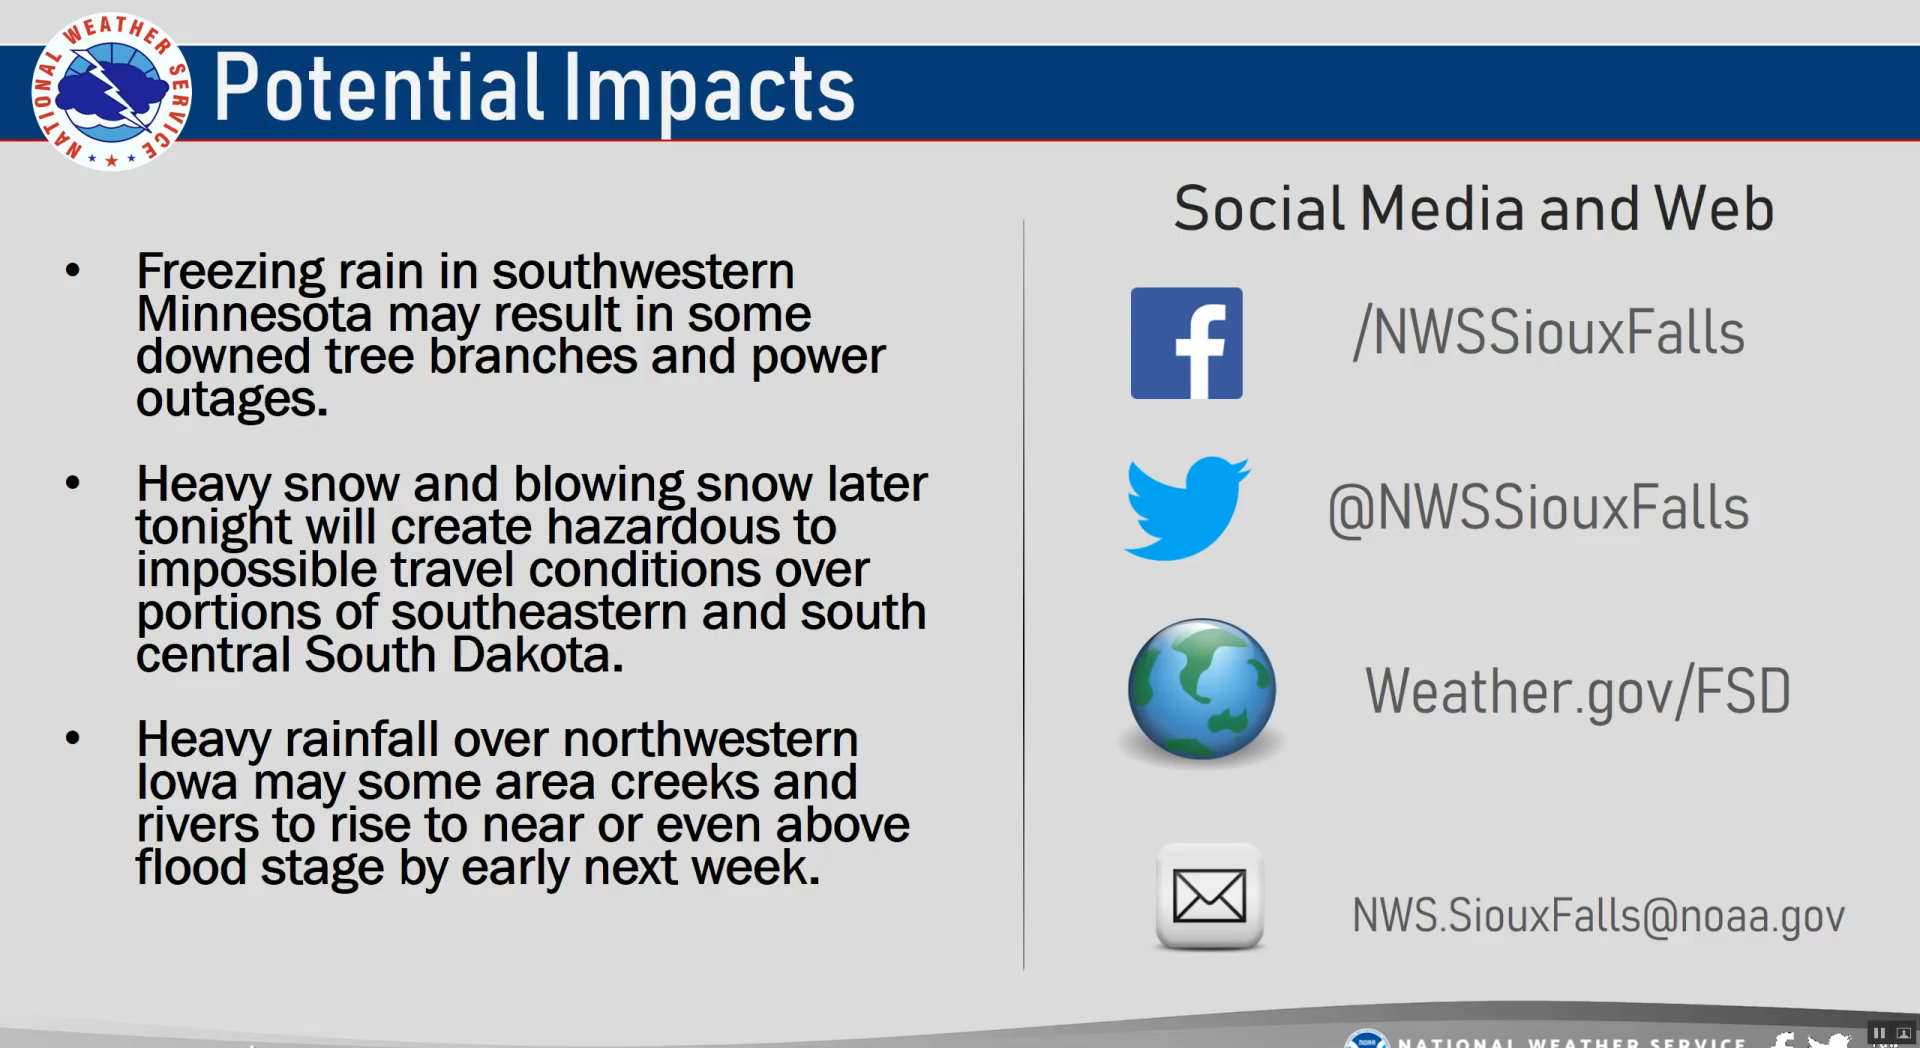 NATIONAL WEATHER SERVICE
Potential Impacts
• Freezing rain in southwestern
Minnesota may result in some
downed tree branches and power
outages.
• Heavy snow and blowing snow later
tonight will create hazardous to
impossible travel conditions over
portions of southeastern and south
central South Dakota.
• Heavy rainfall over northwestern
Iowa may some area creeks and
rivers to rise to near or even above
flood stage by early next week.
Social Media and Web
/NWSSiouxFalls
@NWSSiouxFalls
Weather.gov/FSD
NWS.SiouxFalls@noaa.gov
NOAA
NATIONAL WEATHER SERVICE